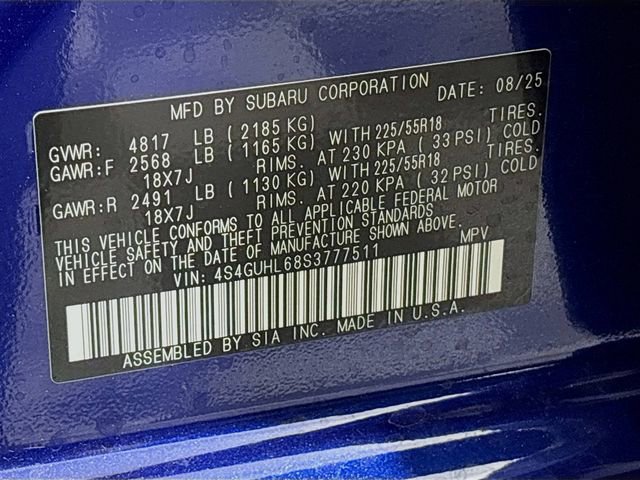 MFD BY SUBARU CORPORATION DATE: 08/25
GVWR: 4817 LB (2185 KG)
GAWR:F 2568 LB (1165 KG) WITH 225/55R18 TIRES.
18X7J RIMS. AT 230 KPA (33 PSI) COLD
GAWR:R 2491 LB (1130 KG) WITH 225/55R18 TIRES.
18X7J RIMS. AT 220 KPA (32 PSI) COLD
THIS VEHICLE CONFORMS TO ALL APPLICABLE FEDERAL MOTOR
VEHICLE SAFETY AND THEFT PREVENTION STANDARDS
IN EFFECT ON THE DATE OF MANUFACTURE SHOWN ABOVE.
VIN: 4S4GUHL68S3777511 MPV
ASSEMBLED BY SIA INC. MADE IN U.S.A.